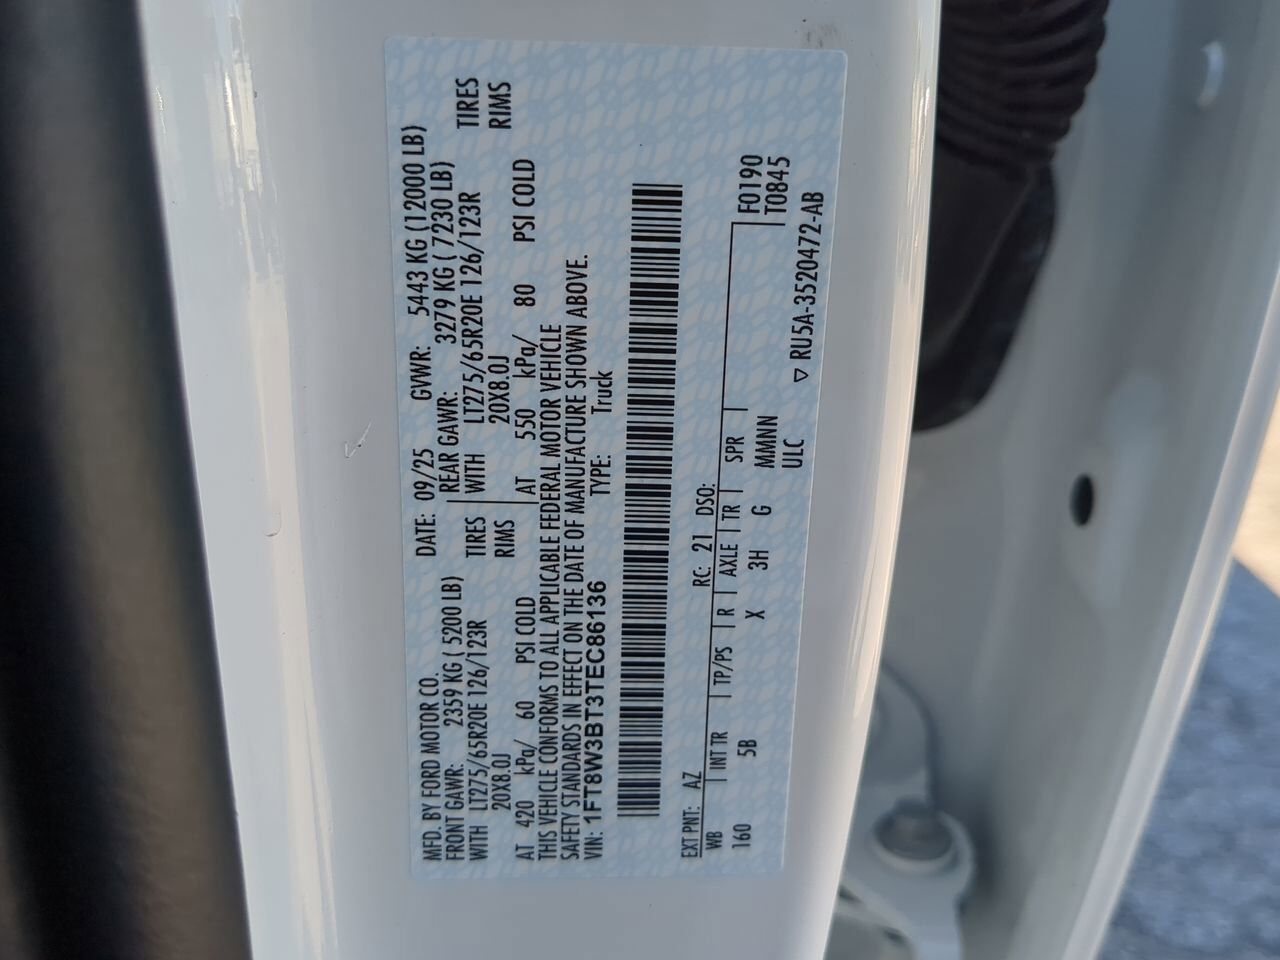 MFD. BY FORD MOTOR CO. DATE: 09/25 GVWR: 5443 KG (12000 LB)
FRONT GAWR: 2359 KG ( 5200 LB) REAR GAWR: 3279 KG ( 7230 LB)
WITH LT275/65R20E 126/123R TIRES WITH LT275/65R20E 126/123R TIRES
20X8.0J RIMS 20X8.0J RIMS
AT 420 kPa/ 60 PSI COLD AT 550 kPa/ 80 PSI COLD
THIS VEHICLE CONFORMS TO ALL APPLICABLE FEDERAL MOTOR VEHICLE
SAFETY STANDARDS IN EFFECT ON THE DATE OF MANUFACTURE SHOWN ABOVE.
VIN: 1FT8W3BT3TEC86136 TYPE: Truck
EXT PNT: AZ RC: 21 DSO: F0190
WB INT TR TP/PS R AXLE TR SPR T0845
160 5B X 3H G MMMNN
ULC ▽ RU5A-3520472-AB